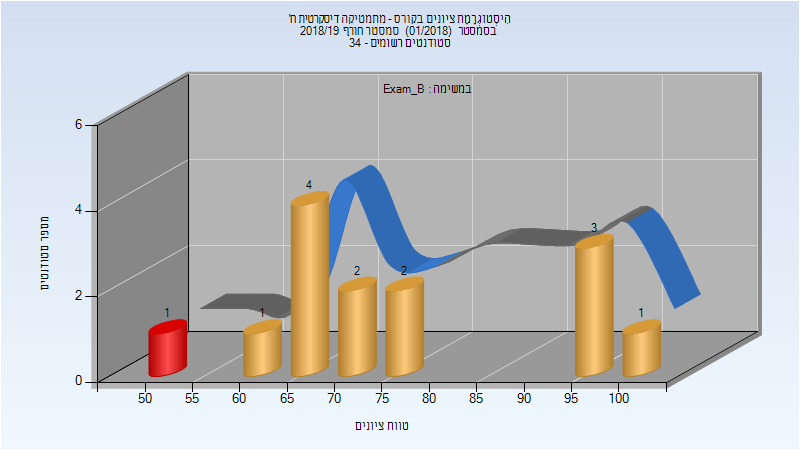 היסטוגרמת ציונים בקורס - מתמטיקה דיסקרטית ח'
בסמסטר (01/2018) סמסטר חורף 2018/19
סטודנטים רשומים - 34
במשימה : Exam_B
מספר סטודנטים
6
4
2
0
1
1
4
2
2
3
1
50 55 60 65 70 75 80 85 90 95 100
טווח ציונים